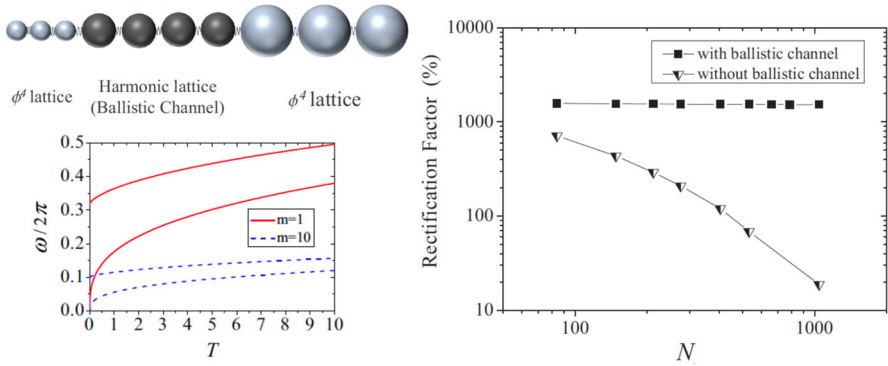 ϕ⁴ lattice
Harmonic lattice
(Ballistic Channel)
ϕ⁴ lattice
ω/2π
0.5
0.4
0.3
0.2
0.1
0.0
m=1
m=10
0 1 2 3 4 5 6 7 8 9 10
T
Rectification Factor (%)
10000
1000
100
10
with ballistic channel
without ballistic channel
100 1000
N